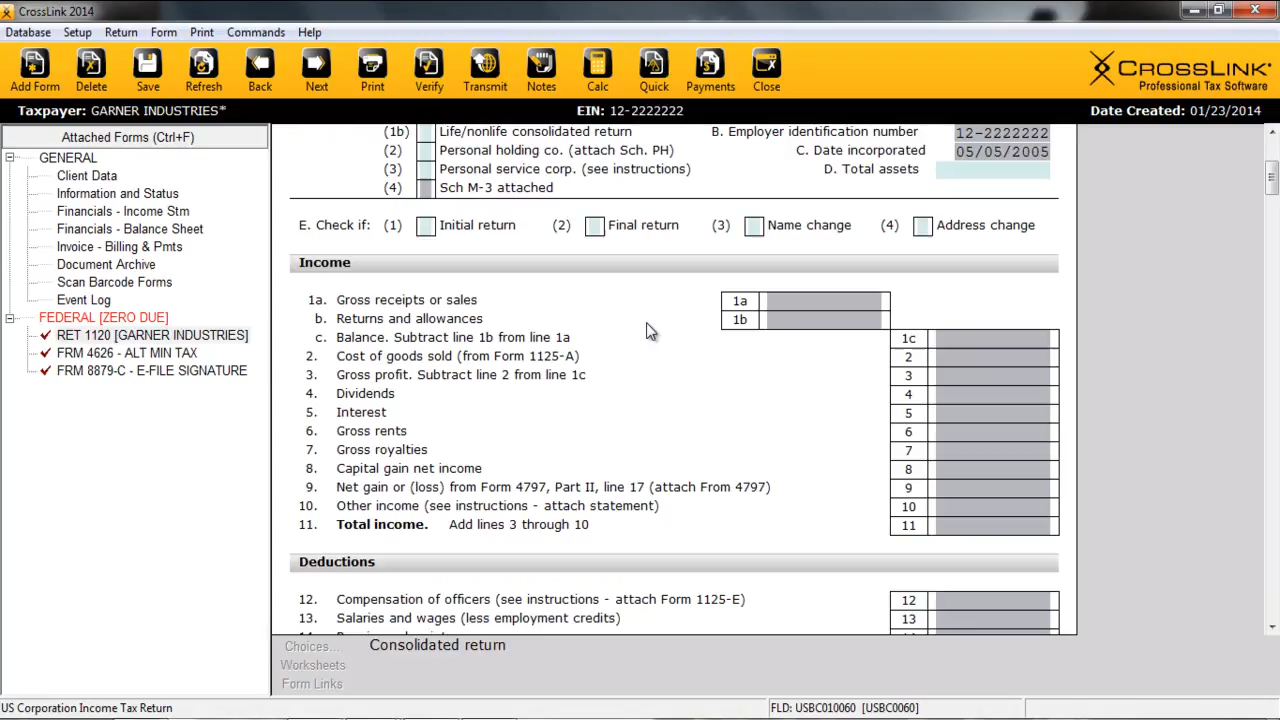 CrossLink 2014
Database Setup Return Form Print Commands Help
Add Form Delete Save Refresh Back Next Print Verify Transmit Notes Calc Quick Payments Close
CROSSLINK
Professional Tax Software
Taxpayer: GARNER INDUSTRIES* EIN: 12-2222222 Date Created: 01/23/2014
Attached Forms (Ctrl+F)
GENERAL
Client Data
Information and Status
Financials - Income Stm
Financials - Balance Sheet
Invoice - Billing & Pmts
Document Archive
Scan Barcode Forms
Event Log
FEDERAL [ZERO DUE]
RET 1120 [GARNER INDUSTRIES]
FRM 4626 - ALT MIN TAX
FRM 8879-C - E-FILE SIGNATURE
(1b) Life/nonlife consolidated return B. Employer identification number 12-2222222
(2) Personal holding co. (attach Sch. PH) C. Date incorporated 05/05/2005
(3) Personal service corp. (see instructions) D. Total assets
(4) Sch M-3 attached
E. Check if: (1) Initial return (2) Final return (3) Name change (4) Address change
Income
1a. Gross receipts or sales 1a
b. Returns and allowances 1b
c. Balance. Subtract line 1b from line 1a 1c
2. Cost of goods sold (from Form 1125-A) 2
3. Gross profit. Subtract line 2 from line 1c 3
4. Dividends 4
5. Interest 5
6. Gross rents 6
7. Gross royalties 7
8. Capital gain net income 8
9. Net gain or (loss) from Form 4797, Part II, line 17 (attach From 4797) 9
10. Other income (see instructions - attach statement) 10
11. Total income. Add lines 3 through 10 11
Deductions
12. Compensation of officers (see instructions - attach Form 1125-E) 12
13. Salaries and wages (less employment credits) 13
Choices... Consolidated return
Worksheets
Form Links
US Corporation Income Tax Return FLD: USBC010060 [USBC0060]